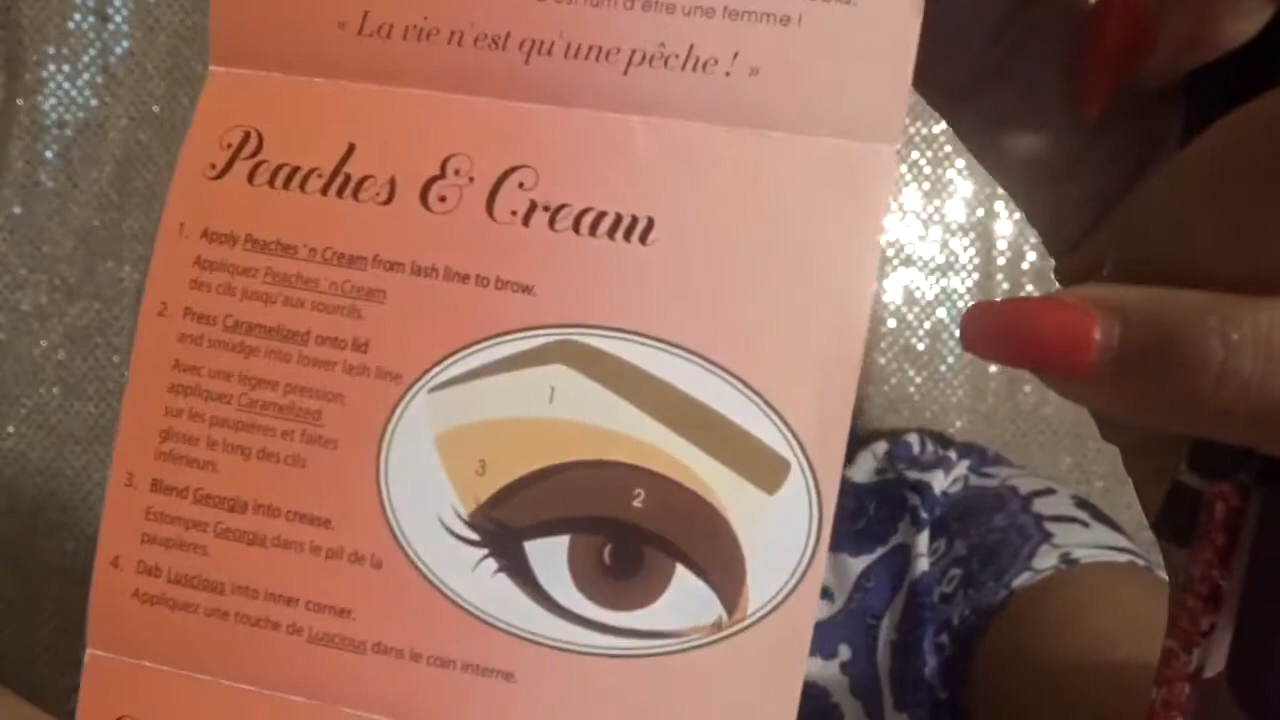 d'être une femme !
« La vie n'est qu'une pêche ! »
Peaches & Cream
1. Apply Peaches 'n Cream from lash line to brow.
Appliquez Peaches 'n Cream
des cils jusqu'aux sourcils.
2. Press Caramelized onto lid
and smudge into lower lash line
Avec une légère pression,
appliquez Caramelized
sur les paupières et faites
glisser le long des cils
inférieurs.
3. Blend Georgia into crease.
Estompez Georgia dans le pli de la
paupières.
4. Dab Luscious into inner corner.
Appliquez une touche de Luscious dans le coin interne.
1
3
2
4